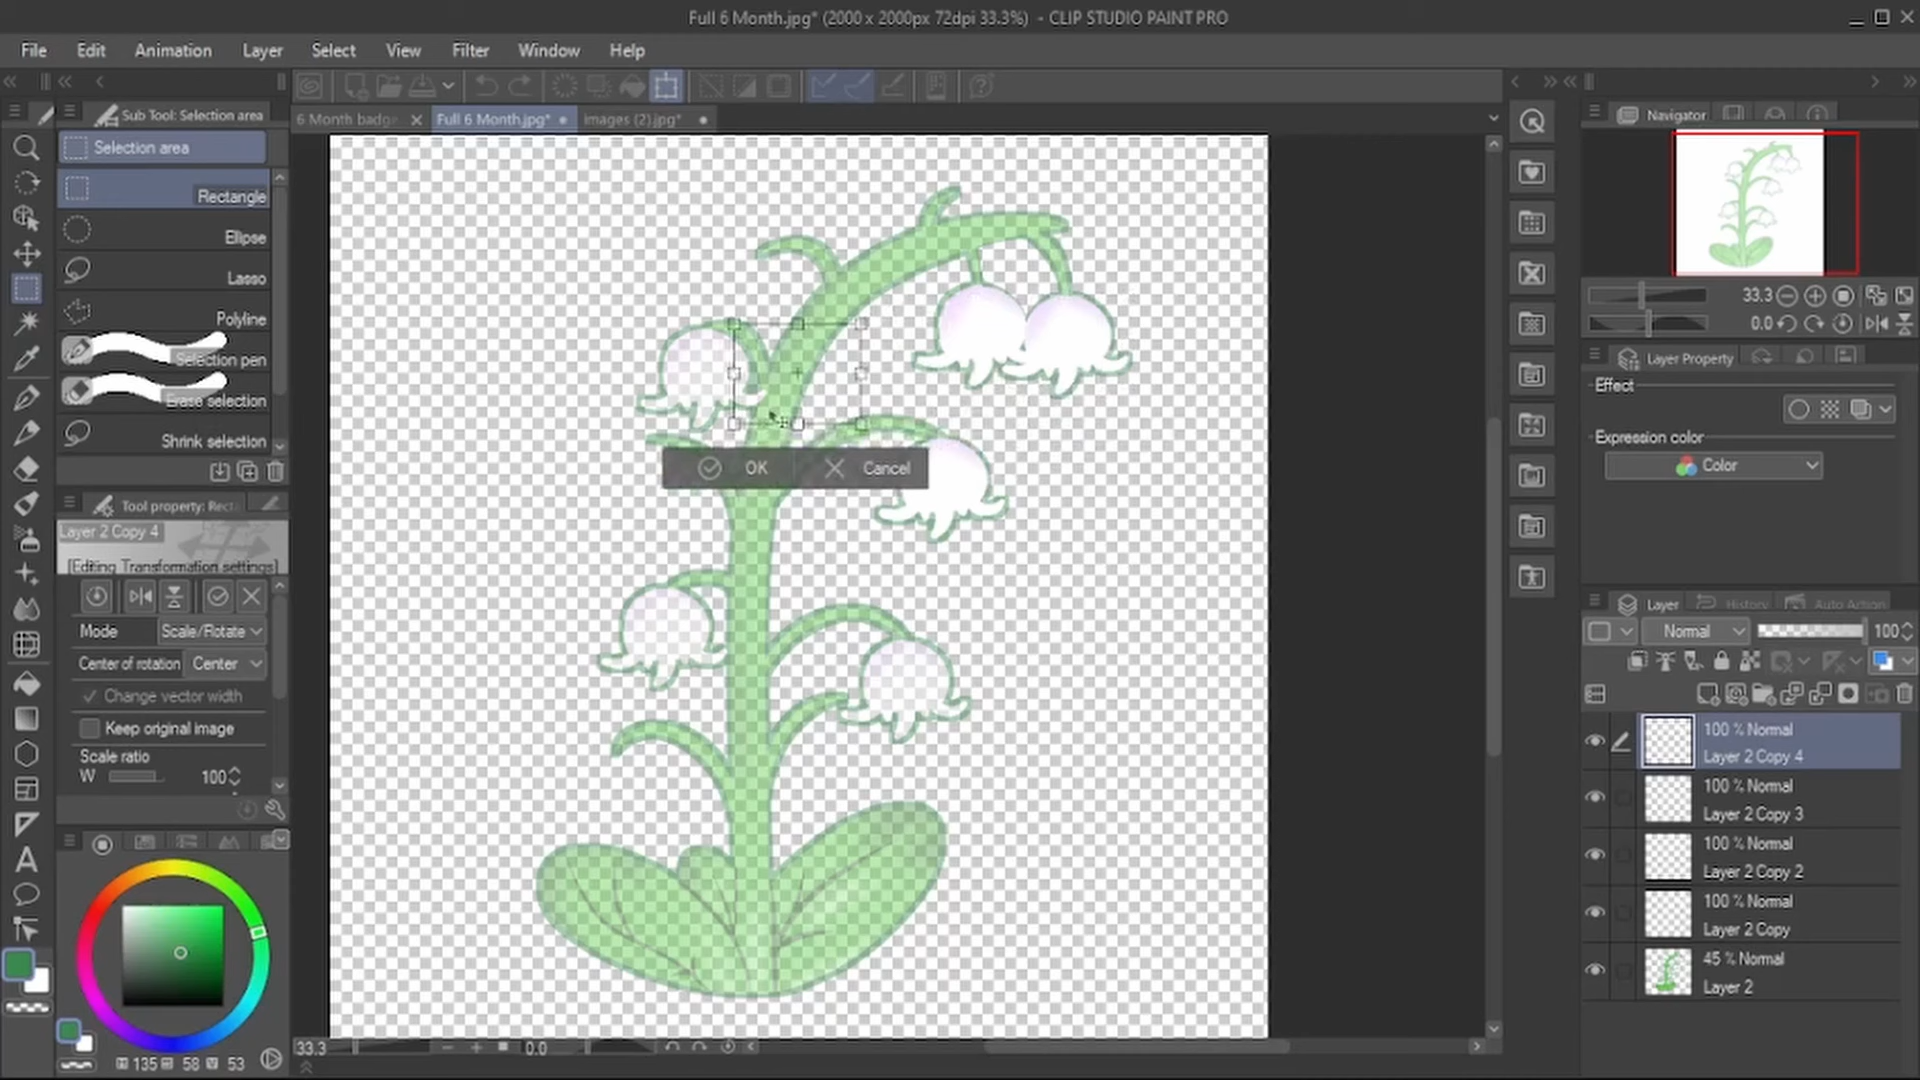 Full 6 Month.jpg* (2000 x 2000px 72dpi 33.3%) - CLIP STUDIO PAINT PRO
File Edit Animation Layer Select View Filter Window Help
Sub Tool: Selection area
6 Month badg
Full 6 Month.jpg*
images (2).jpg*
Navigator
Selection area
Rectangle
Ellipse
Lasso
Polyline
Selection pen
Erase selection
Shrink selection
33.3
0.0
Layer Property
Effect
Expression color
Color
OK Cancel
Tool property: Rect
Layer 2 Copy 4
[Editing Transformation settings]
Mode Scale/Rotate
Center of rotation Center
Change vector width
Keep original image
Scale ratio
W 100
Layer History Auto Action
Normal 100
100 % Normal
Layer 2 Copy 4
100 % Normal
Layer 2 Copy 3
100 % Normal
Layer 2 Copy 2
100 % Normal
Layer 2 Copy
45 % Normal
Layer 2
33.3 0.0
H 135 S 58 V 53